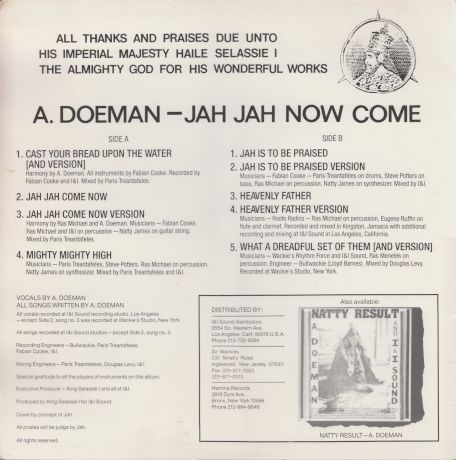 ALL THANKS AND PRAISES DUE UNTO
HIS IMPERIAL MAJESTY HAILE SELASSIE I
THE ALMIGHTY GOD FOR HIS WONDERFUL WORKS
A. DOEMAN – JAH JAH NOW COME
SIDE A
1. CAST YOUR BREAD UPON THE WATER
[AND VERSION]
Harmony by A. Doeman. All instruments by Fabian Cooke. Recorded by
Fabian Cooke and I&I. Mixed by Paris Treantafeles.
2. JAH JAH COME NOW
3. JAH JAH COME NOW VERSION
Harmony by Ras Michael and A. Doeman. Musicians – Fabian Cooke,
Ras Michael and I&I on percussion – Natty James on guitar string.
Mixed by Paris Treantafeles.
4. MIGHTY MIGHTY HIGH
Musicians – Paris Treantafeles, Steve Potters, Ras Michael on percussion.
Natty James on synthesizer. Mixed by Paris Treantafeles and I&I.
SIDE B
1. JAH IS TO BE PRAISED
2. JAH IS TO BE PRAISED VERSION
Musicians – Paris Treantafeles on drums, Steve Potters on
bass, Ras Michael on percussion, Natty James on synthesizer. Mixed by I&I.
3. HEAVENLY FATHER
4. HEAVENLY FATHER VERSION
Musicians – Roots Radics – Ras Michael on percussion, Eugene Ruffin on
flute and clarinet. Recorded and mixed in Kingston, Jamaica with additional
recording and mixing at I&I Sound in Los Angeles, California.
5. WHAT A DREADFUL SET OF THEM [AND VERSION]
Musicians – Wackie's Rhythm Force and I&I Sound, Ras Menelek on
percussion. Engineer – Bullwackie (Lloyd Barnes). Mixed by Douglas Levy.
Recorded at Wackie's Studio, New York.
VOCALS BY A. DOEMAN
ALL SONGS WRITTEN BY A. DOEMAN
All vocals recorded at I&I Sound recording studio, Los Angeles
– except Side 2, song no. 3 was recorded at Wackie's Studio, New York
All songs recorded at I&I Sound studios – except Side 2, song no. 3.
Recording Engineers – Bullwackie, Paris Treantafeles,
Fabian Cooke, I&I.
Mixing Engineers – Paris Treantafeles, Douglas Levy, I&I.
Special gratitude to all the players of instruments on this album.
Executive Producer – King Selassie I and all of I&I.
Produced by King Selassie I for I&I Sound.
Cover by concept of Jah.
All pirates will be judge by Jah.
All rights reserved.
DISTRIBUTED BY:
I&I Sound distributors
3554 So. Western Ave.
Los Angeles, Calif. 90018 U.S.A.
Phone 213-732-8094
So Wackies
Inglewood, New Jersey 07663
Fax 201-871-1053
201-871-0013
Hamma Records
3918 Dyre Ave.
Bronx, New York 10466
Phone 212-994-8648
Also available:
NATTY RESULT
A DOEMAN
AND I & I SOUND
NATTY RESULT – A. DOEMAN